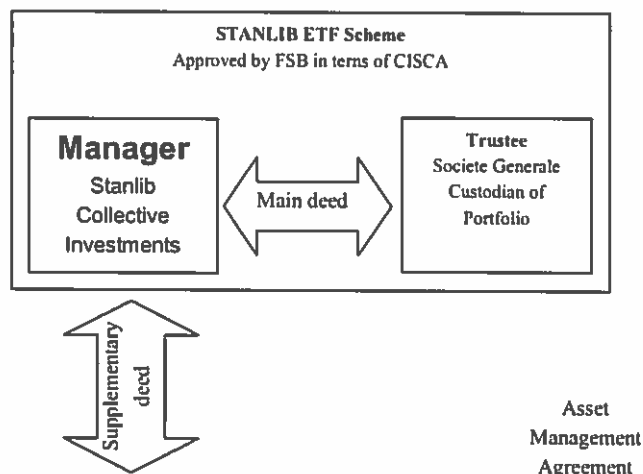 STANLIB ETF Scheme
Approved by FSB in terns of CISCA
Manager
Stanlib
Collective
Investments
Main deed
Trustee
Societe Generale
Custodian of
Portfolio
Supplementary
deed
Asset
Management
Agreement